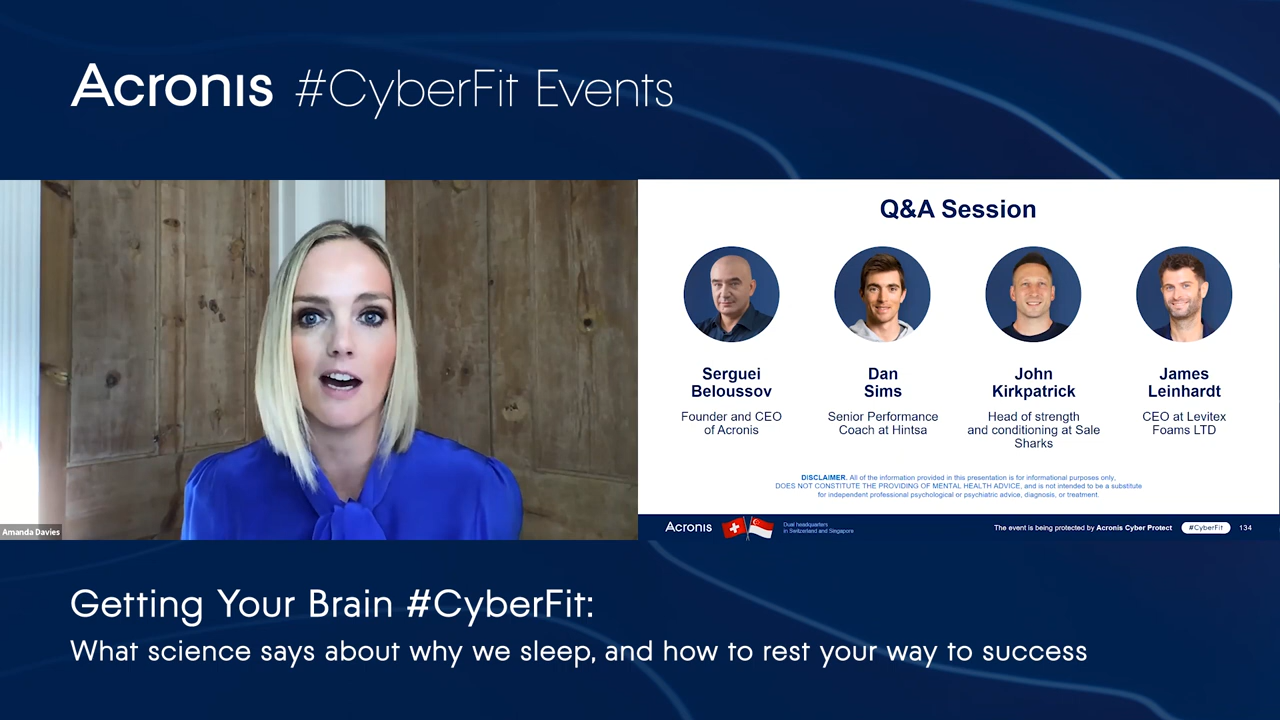 Acronis #CyberFit Events
Q&A Session
Serguei
Beloussov
Founder and CEO
of Acronis
Dan
Sims
Senior Performance
Coach at Hintsa
John
Kirkpatrick
Head of strength
and conditioning at Sale
Sharks
James
Leinhardt
CEO at Levitex
Foams LTD
DISCLAIMER. All of the information provided in this presentation is for informational purposes only,
DOES NOT CONSTITUTE THE PROVIDING OF MENTAL HEALTH ADVICE, and is not intended to be a substitute
for independent professional psychological or psychiatric advice, diagnosis, or treatment.
Amanda Davies
Acronis
Dual headquarters
in Switzerland and Singapore
The event is being protected by Acronis Cyber Protect #CyberFit 134
Getting Your Brain #CyberFit:
What science says about why we sleep, and how to rest your way to success